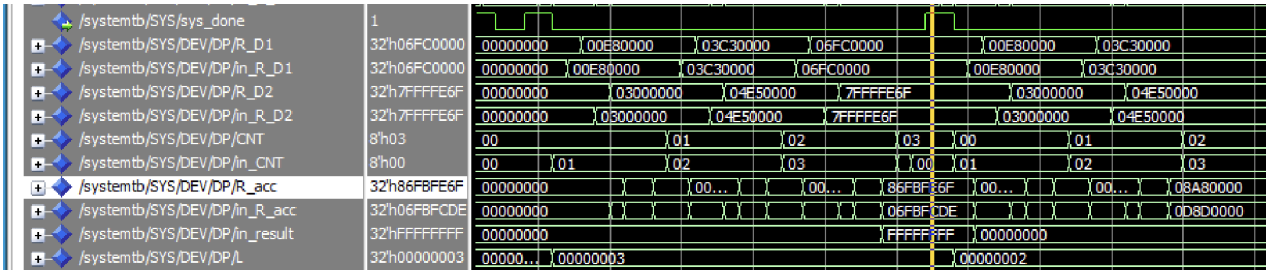 /systemtb/SYS/sys_done 1
/systemtb/SYS/DEV/DP/R_D1 32'h06FC0000 00000000 00E80000 03C30000 06FC0000 00E80000 03C30000
/systemtb/SYS/DEV/DP/in_R_D1 32'h06FC0000 00000000 00E80000 03C30000 06FC0000 00E80000 03C30000
/systemtb/SYS/DEV/DP/R_D2 32'h7FFFFE6F 00000000 03000000 04E50000 7FFFFE6F 03000000 04E50000
/systemtb/SYS/DEV/DP/in_R_D2 32'h7FFFFE6F 00000000 03000000 04E50000 7FFFFE6F 03000000 04E50000
/systemtb/SYS/DEV/DP/CNT 8'h03 00 01 02 03 00 01 02
/systemtb/SYS/DEV/DP/in_CNT 8'h00 00 01 02 03 00 01 02 03
/systemtb/SYS/DEV/DP/R_acc 32'h86FBFE6F 00000000 00... 00... 86FBFE6F 00... 00... 08A80000
/systemtb/SYS/DEV/DP/in_R_acc 32'h06FBFCDE 00000000 06FBFCDE 0D8D0000
/systemtb/SYS/DEV/DP/in_result 32'hFFFFFFFF 00000000 FFFFFFFF 00000000
/systemtb/SYS/DEV/DP/L 32'h00000003 00000... 00000003 00000002